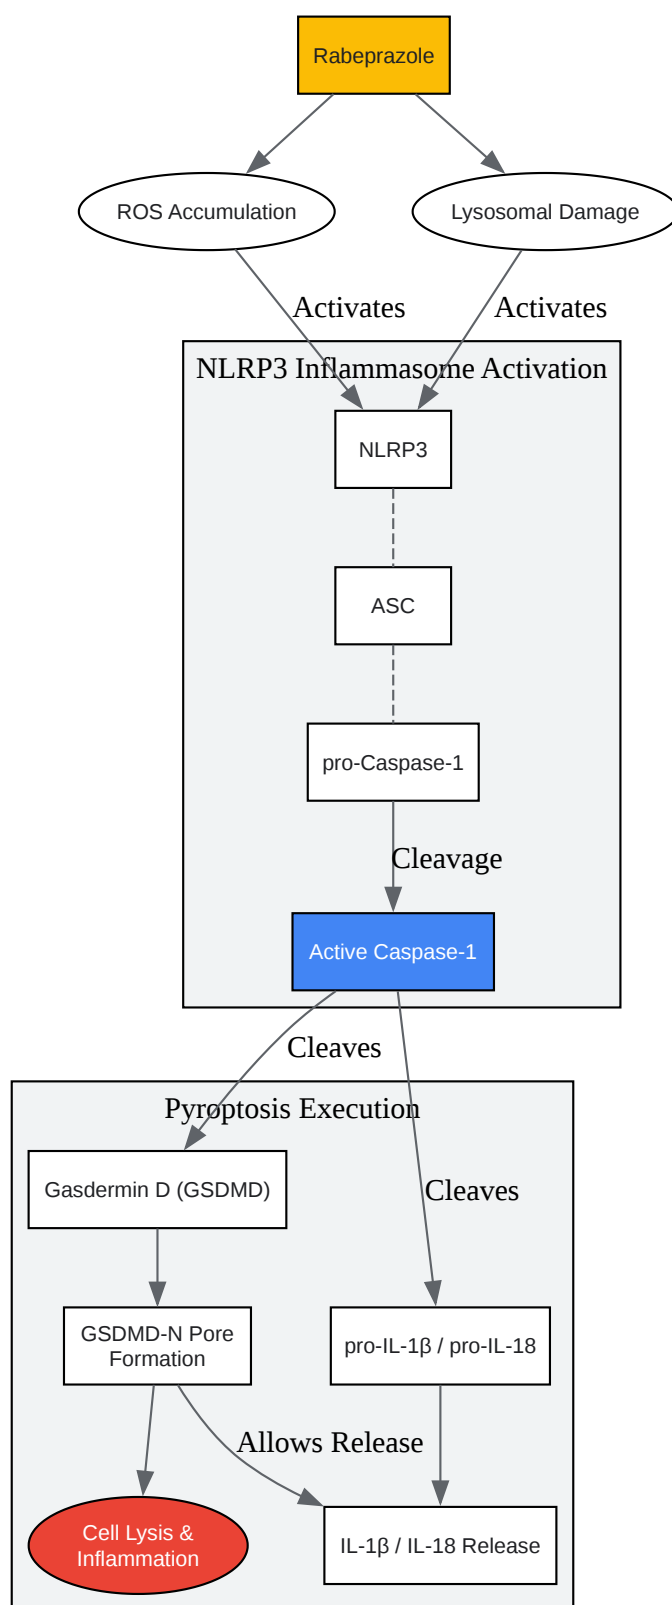 Rabeprazole
ROS Accumulation
Lysosomal Damage
Activates
Activates
NLRP3 Inflammasome Activation
NLRP3
ASC
pro-Caspase-1
Cleavage
Active Caspase-1
Cleaves
Pyroptosis Execution
Gasdermin D (GSDMD)
Cleaves
GSDMD-N Pore
Formation
pro-IL-1β / pro-IL-18
Allows Release
Cell Lysis &
Inflammation
IL-1β / IL-18 Release